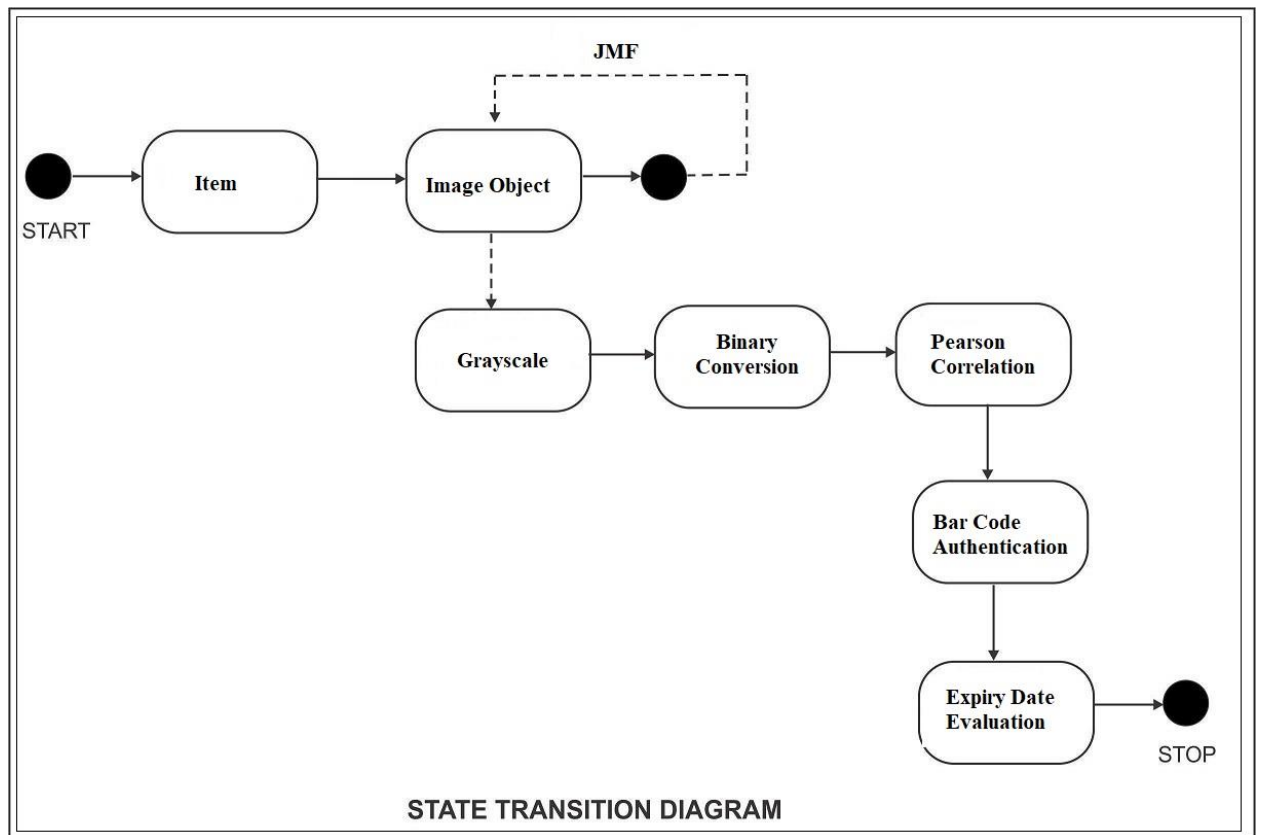 JMF
Item
Image Object
START
Grayscale
Binary
Conversion
Pearson
Correlation
Bar Code
Authentication
Expiry Date
Evaluation
STOP
STATE TRANSITION DIAGRAM